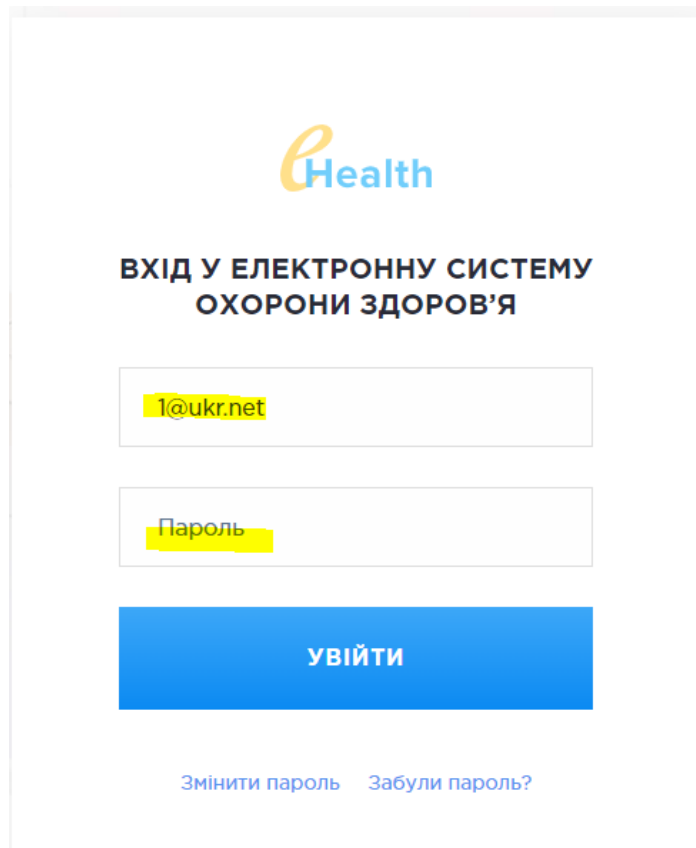 eHealth
ВХІД У ЕЛЕКТРОННУ СИСТЕМУ
ОХОРОНИ ЗДОРОВ’Я
1@ukr.net
Пароль
УВІЙТИ
Змінити пароль Забули пароль?